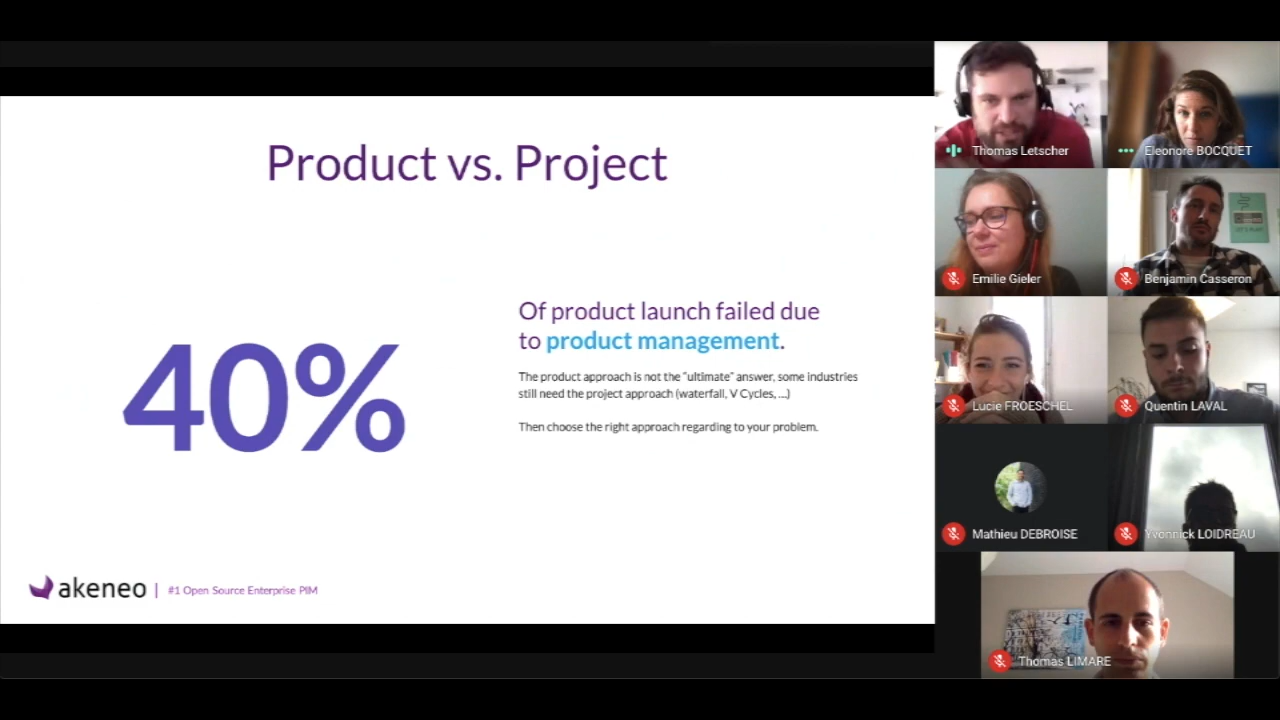 Product vs. Project
40%
Of product launch failed due
to product management.
The product approach is not the "ultimate" answer, some industries
still need the project approach (waterfall, V Cycles, ...)
Then choose the right approach regarding to your problem.
akeneo | #1 Open Source Enterprise PIM
Thomas Letscher
Eleonore BOCQUET
Emilie Gieler
Benjamin Casseron
Lucie FROESCHEL
Quentin LAVAL
Mathieu DEBROISE
Yvonnick LOIDREAU
Thomas LIMARE